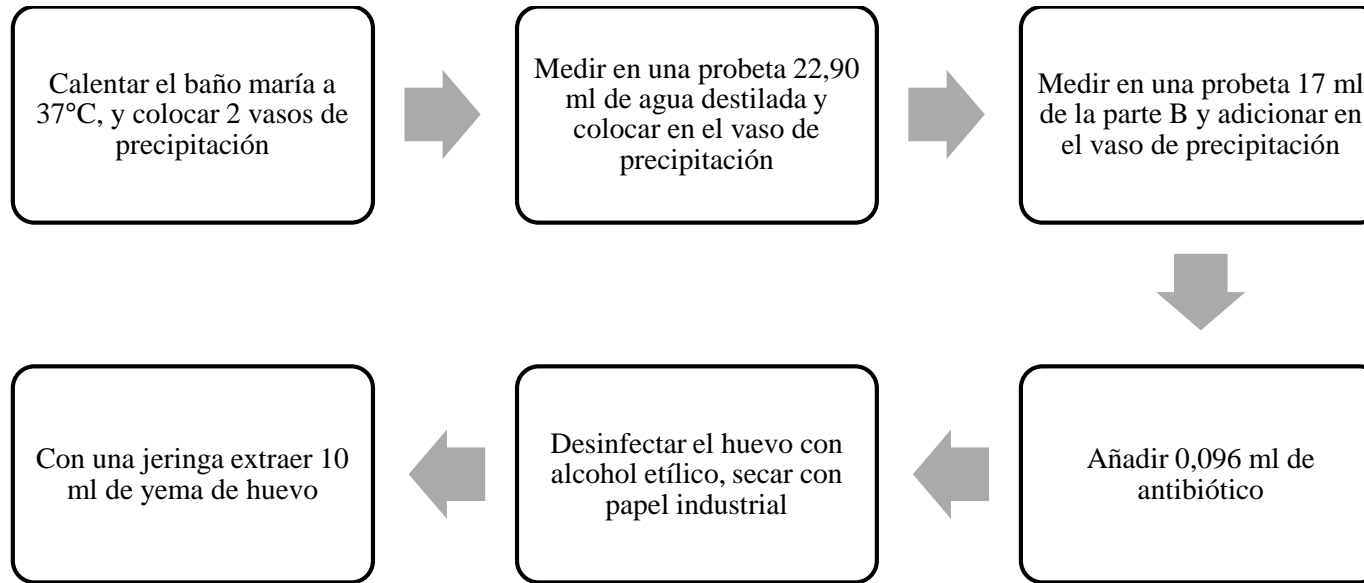 Calentar el baño maría a
37°C, y colocar 2 vasos de
precipitación
Medir en una probeta 22,90
ml de agua destilada y
colocar en el vaso de
precipitación
Medir en una probeta 17 ml
de la parte B y adicionar en
el vaso de precipitación
Añadir 0,096 ml de
antibiótico
Desinfectar el huevo con
alcohol etílico, secar con
papel industrial
Con una jeringa extraer 10
ml de yema de huevo